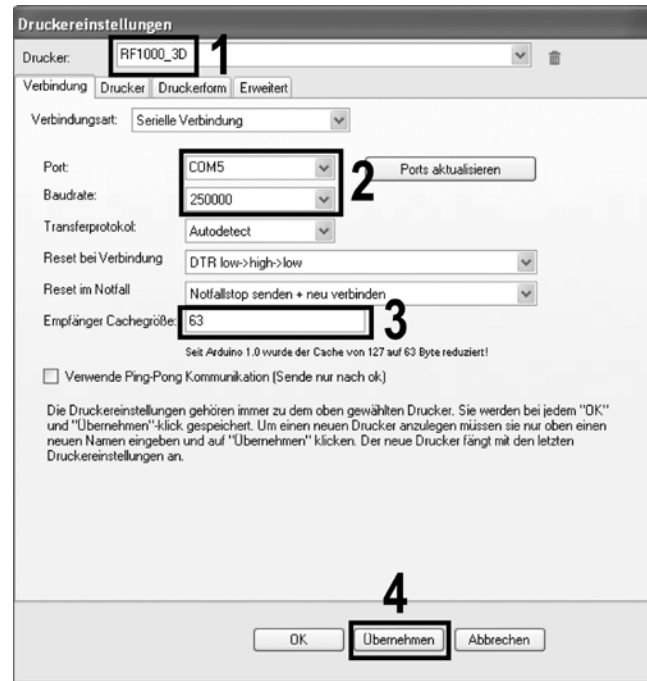 Druckereinstellungen
Drucker: RF1000_3D 1
Verbindung Drucker Druckerform Erweitert
Verbindungsart: Serielle Verbindung
Port: COM5 Ports aktualisieren
2
Baudrate: 250000
Transferprotokol: Autodetect
Reset bei Verbindung DTR low->high->low
Reset im Notfall Notfallstop senden + neu verbinden
Empfänger Cachegröße: 63 3
Seit Arduino 1.0 wurde der Cache von 127 auf 63 Byte reduziert!
Verwende Ping-Pong Kommunikation (Sende nur nach ok)
Die Druckereinstellungen gehören immer zu dem oben gewählten Drucker. Sie werden bei jedem "OK"
und "Übernehmen"-klick gespeichert. Um einen neuen Drucker anzulegen müssen sie nur oben einen
neuen Namen eingeben und auf "Übernehmen" klicken. Der neue Drucker fängt mit den letzten
Druckereinstellungen an.
4
OK Übernehmen Abbrechen